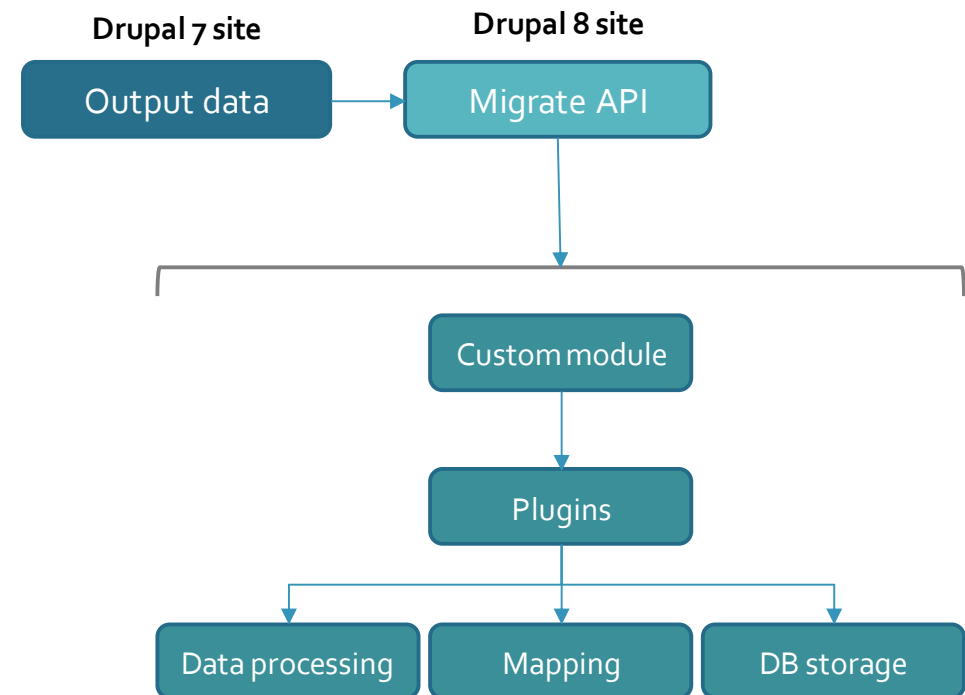 Drupal 7 site
Drupal 8 site
Output data
Migrate API
Custom module
Plugins
Data processing
Mapping
DB storage